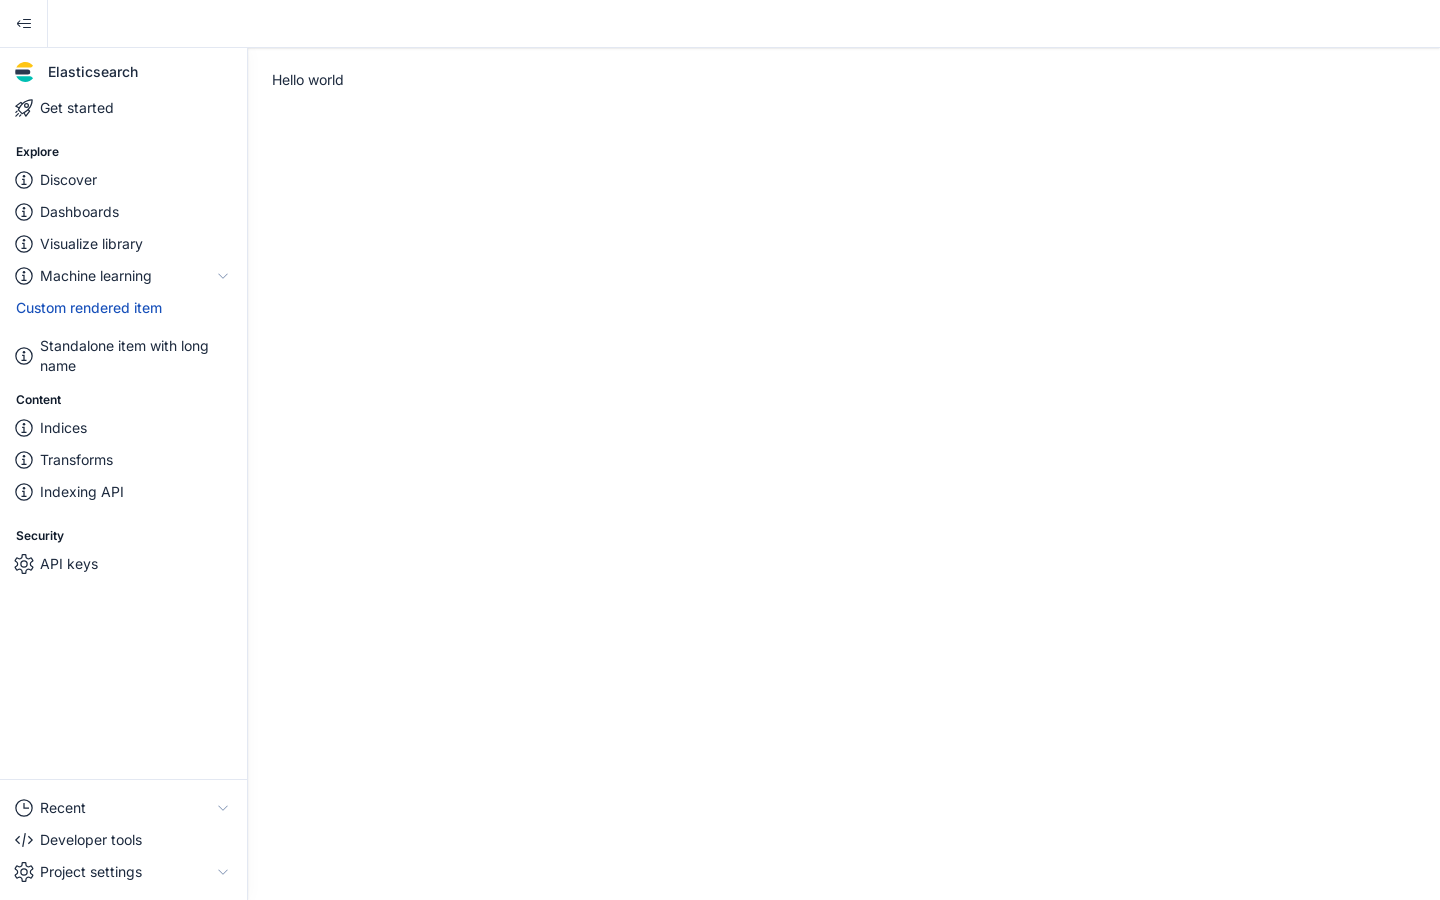 Elasticsearch
Get started
Explore
Discover
Dashboards
Visualize library
Machine learning
Custom rendered item
Standalone item with long
name
Content
Indices
Transforms
Indexing API
Security
API keys
Recent
Developer tools
Project settings
Hello world